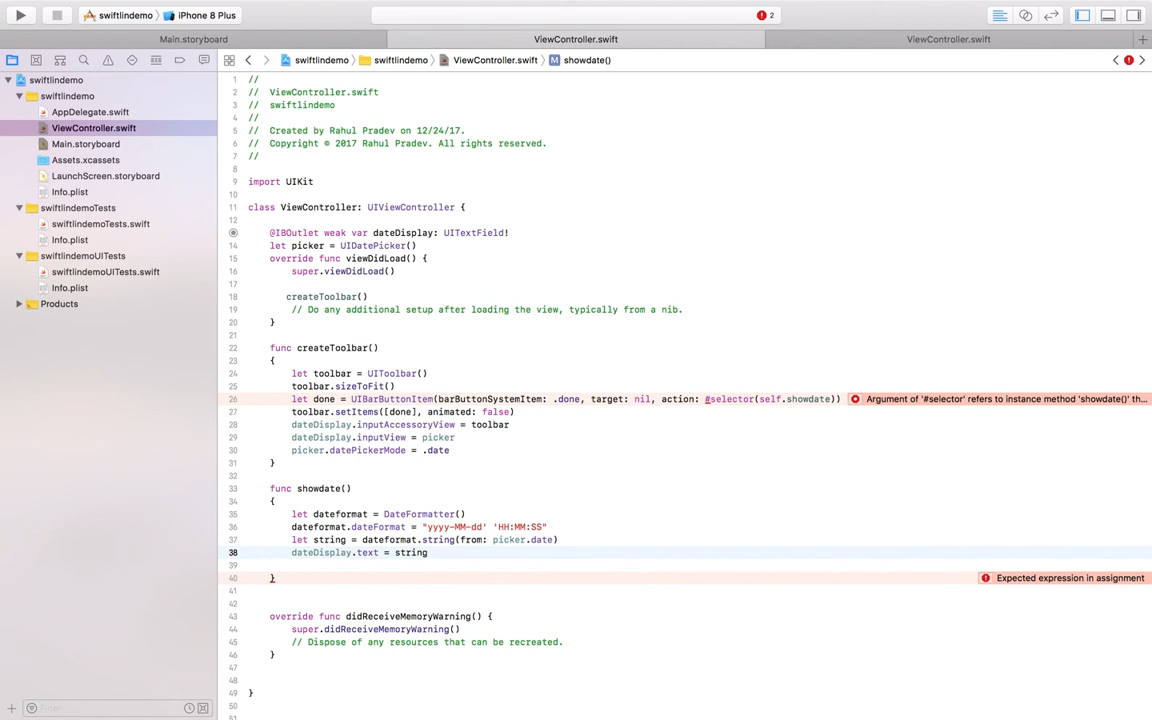 swiftlindemo 〉 iPhone 8 Plus
2
Main.storyboard
ViewController.swift
ViewController.swift
swiftlindemo 〉 swiftlindemo 〉 ViewController.swift 〉 M showdate()
swiftlindemo
swiftlindemo
AppDelegate.swift
ViewController.swift
Main.storyboard
Assets.xcassets
LaunchScreen.storyboard
Info.plist
swiftlindemoTests
swiftlindemoTests.swift
Info.plist
swiftlindemoUITests
swiftlindemoUITests.swift
Info.plist
Products
Filter
1 //
2 //  ViewController.swift
3 //  swiftlindemo
4 //
5 //  Created by Rahul Pradev on 12/24/17.
6 //  Copyright © 2017 Rahul Pradev. All rights reserved.
7 //
8
9 import UIKit
10
11 class ViewController: UIViewController {
12
@IBOutlet weak var dateDisplay: UITextField!
14 let picker = UIDatePicker()
15 override func viewDidLoad() {
16 super.viewDidLoad()
17
18 createToolbar()
19 // Do any additional setup after loading the view, typically from a nib.
20 }
21
22 func createToolbar()
23 {
24 let toolbar = UIToolbar()
25 toolbar.sizeToFit()
26 let done = UIBarButtonItem(barButtonSystemItem: .done, target: nil, action: #selector(self.showdate)) Argument of '#selector' refers to instance method 'showdate()' th...
27 toolbar.setItems([done], animated: false)
28 dateDisplay.inputAccessoryView = toolbar
29 dateDisplay.inputView = picker
30 picker.datePickerMode = .date
31 }
32
33 func showdate()
34 {
35 let dateformat = DateFormatter()
36 dateformat.dateFormat = "yyyy-MM-dd' 'HH:MM:SS"
37 let string = dateformat.string(from: picker.date)
38 dateDisplay.text = string
39
40 } Expected expression in assignment
41
42
43 override func didReceiveMemoryWarning() {
44 super.didReceiveMemoryWarning()
45 // Dispose of any resources that can be recreated.
46 }
47
48
49 }
50
51